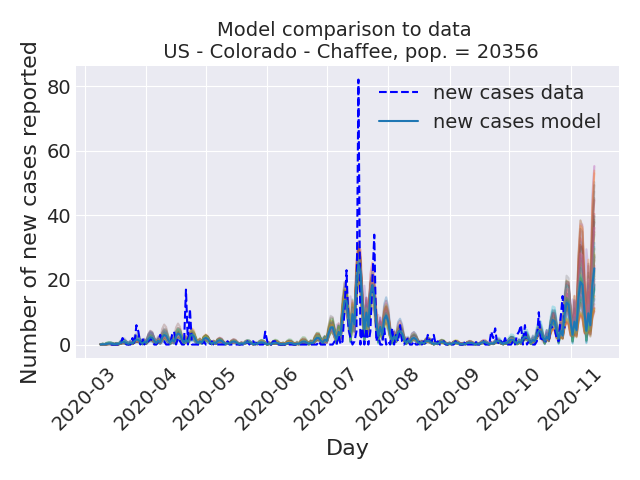 Model comparison to data
US - Colorado - Chaffee, pop. = 20356
Number of new cases reported
80
60
40
20
0
new cases data
new cases model
2020-03
2020-04
2020-05
2020-06
2020-07
2020-08
2020-09
2020-10
2020-11
Day